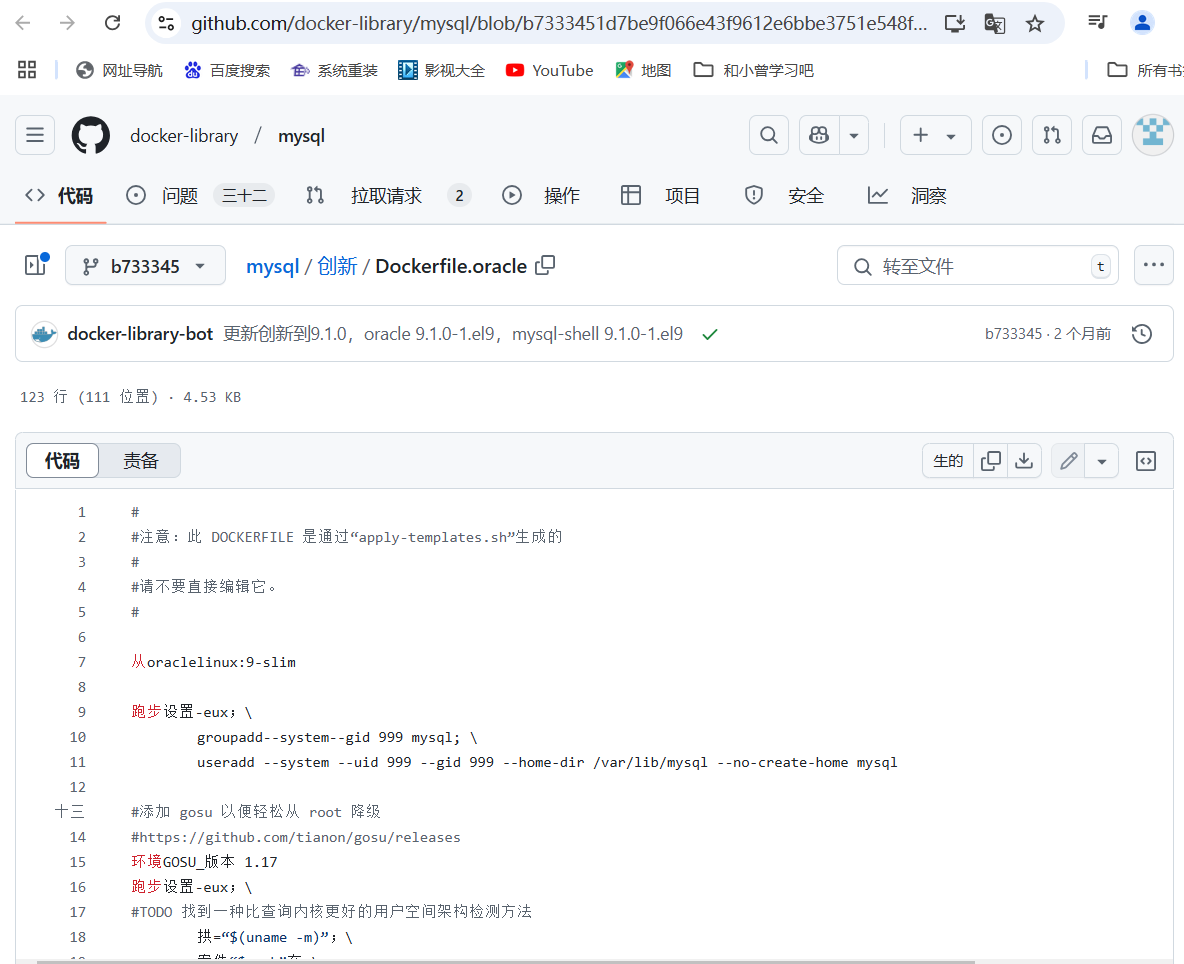 github.com/docker-library/mysql/blob/b7333451d7be9f066e43f9612e6bbe3751e548f...
网址导航 百度搜索 系统重装 影视大全 YouTube 地图 和小曾学习吧 所有书
docker-library / mysql
代码 问题 三十二 拉取请求 2 操作 项目 安全 洞察
b733345 mysql / 创新 / Dockerfile.oracle 转至文件 t
docker-library-bot 更新创新到9.1.0，oracle 9.1.0-1.el9，mysql-shell 9.1.0-1.el9 b733345 · 2 个月前
123 行 (111 位置) · 4.53 KB
代码 责备 生的
1 #
2 #注意：此 DOCKERFILE 是通过“apply-templates.sh”生成的
3 #
4 #请不要直接编辑它。
5 #
6
7 从oraclelinux:9-slim
8
9 跑步设置-eux；\
10 groupadd--system--gid 999 mysql; \
11 useradd --system --uid 999 --gid 999 --home-dir /var/lib/mysql --no-create-home mysql
12
十三 #添加 gosu 以便轻松从 root 降级
14 #https://github.com/tianon/gosu/releases
15 环境GOSU_版本 1.17
16 跑步设置-eux；\
17 #TODO 找到一种比查询内核更好的用户空间架构检测方法
18 拱=“$(uname -m)”；\